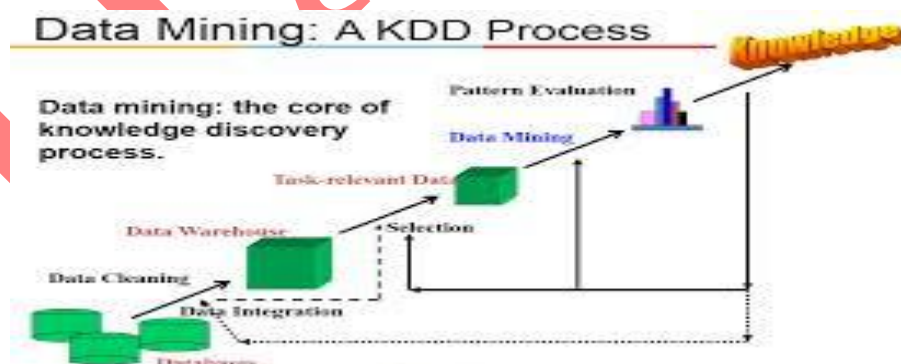 Data Mining: A KDD Process
Knowledge
Pattern Evaluation
Data mining: the core of
knowledge discovery
process.
Data Mining
Task-relevant Data
Data Warehouse
Selection
Data Cleaning
Data Integration
Databases